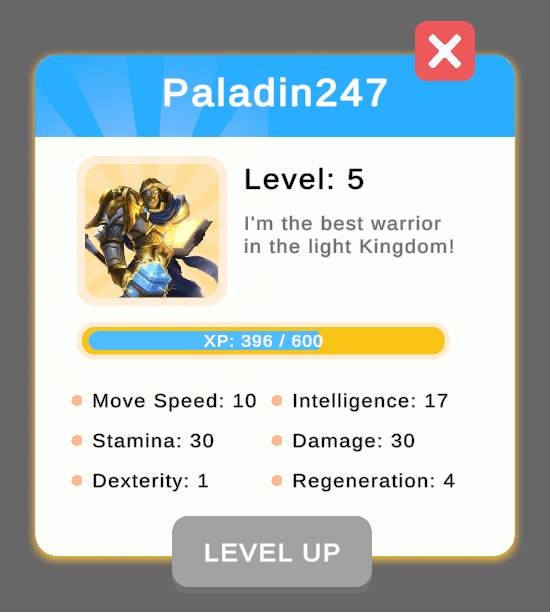 Paladin247
Level: 5
I'm the best warrior
in the light Kingdom!
XP: 396 / 600
Move Speed: 10
Intelligence: 17
Stamina: 30
Damage: 30
Dexterity: 1
Regeneration: 4
LEVEL UP